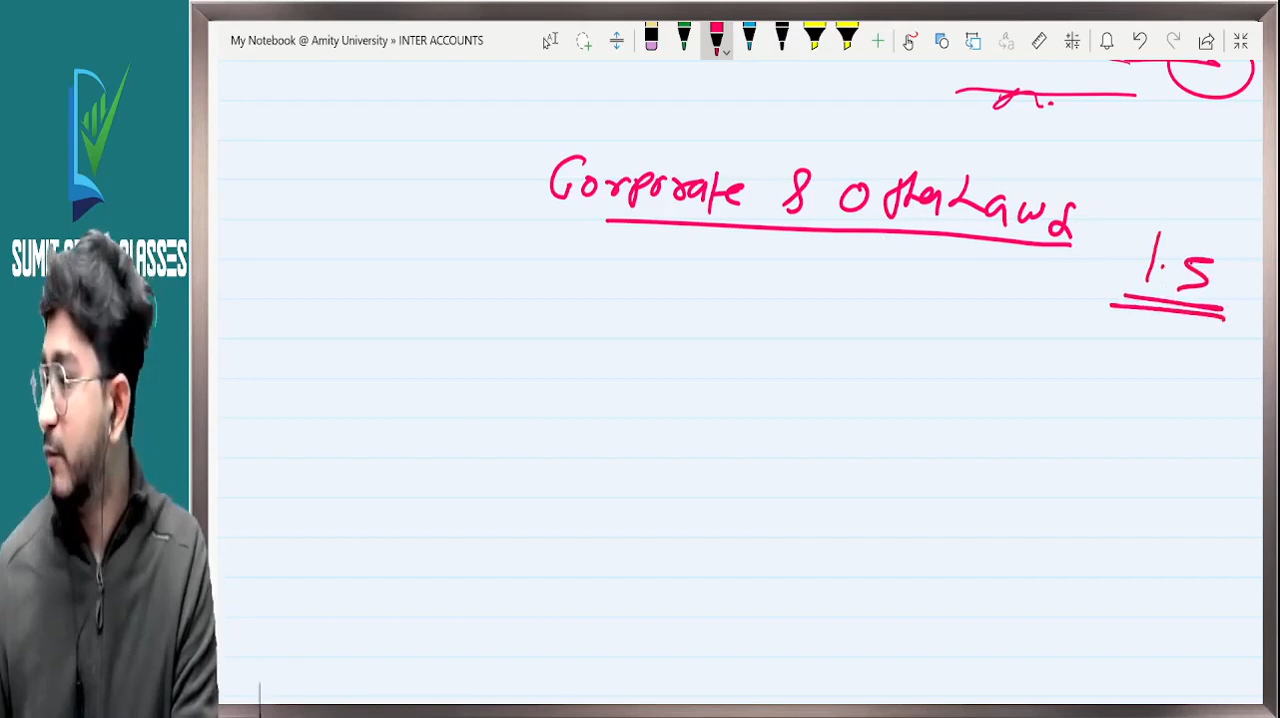 My Notebook @ Amity University » INTER ACCOUNTS
Corporate & Other Laws
1.5
SUMIT CLASSES